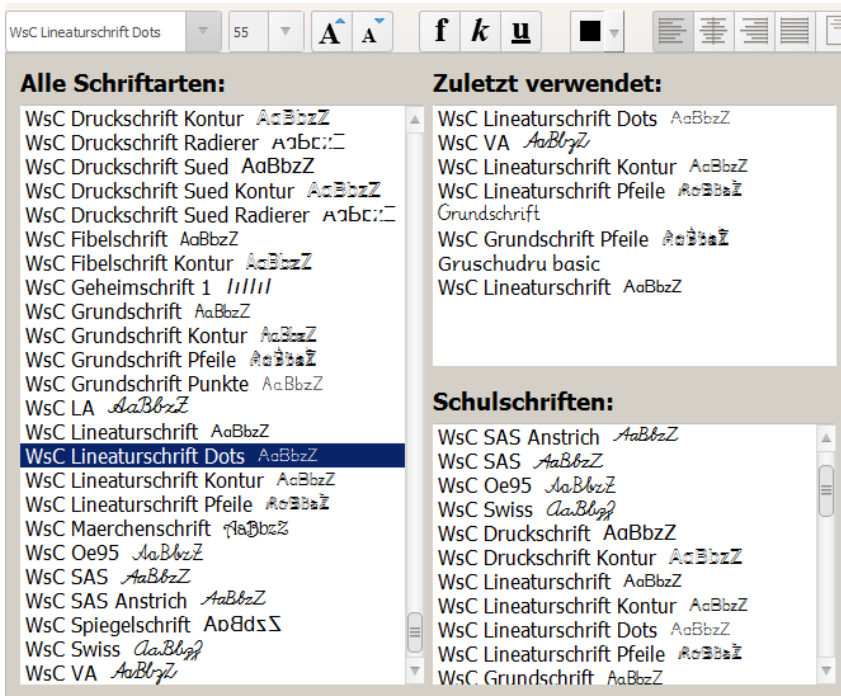 WsC Lineaturschrift Dots 55 A A f k u
Alle Schriftarten:
WsC Druckschrift Kontur AaBbzZ
WsC Druckschrift Radierer AaBbzZ
WsC Druckschrift Sued AaBbzZ
WsC Druckschrift Sued Kontur AaBbzZ
WsC Druckschrift Sued Radierer AaBbzZ
WsC Fibelschrift AaBbzZ
WsC Fibelschrift Kontur AaBbzZ
WsC Geheimschrift 1
WsC Grundschrift AaBbzZ
WsC Grundschrift Kontur AaBbzZ
WsC Grundschrift Pfeile AaBbzZ
WsC Grundschrift Punkte AaBbzZ
WsC LA AaBbzZ
WsC Lineaturschrift AaBbzZ
WsC Lineaturschrift Dots AaBbzZ
WsC Lineaturschrift Kontur AaBbzZ
WsC Lineaturschrift Pfeile AaBbzZ
WsC Maerchenschrift AaBbzZ
WsC Oe95 AaBbzZ
WsC SAS AaBbzZ
WsC SAS Anstrich AaBbzZ
WsC Spiegelschrift AaBdzZ
WsC Swiss AaBbzZ
WsC VA AaBbzZ
Zuletzt verwendet:
WsC Lineaturschrift Dots AaBbzZ
WsC VA AaBbzZ
WsC Lineaturschrift Kontur AaBbzZ
WsC Lineaturschrift Pfeile AaBbzZ
Grundschrift
WsC Grundschrift Pfeile AaBbzZ
Gruschudru basic
WsC Lineaturschrift AaBbzZ
Schulschriften:
WsC SAS Anstrich AaBbzZ
WsC SAS AaBbzZ
WsC Oe95 AaBbzZ
WsC Swiss AaBbzZ
WsC Druckschrift AaBbzZ
WsC Druckschrift Kontur AaBbzZ
WsC Lineaturschrift AaBbzZ
WsC Lineaturschrift Kontur AaBbzZ
WsC Lineaturschrift Dots AaBbzZ
WsC Lineaturschrift Pfeile AaBbzZ
WsC Grundschrift AaBbzZ